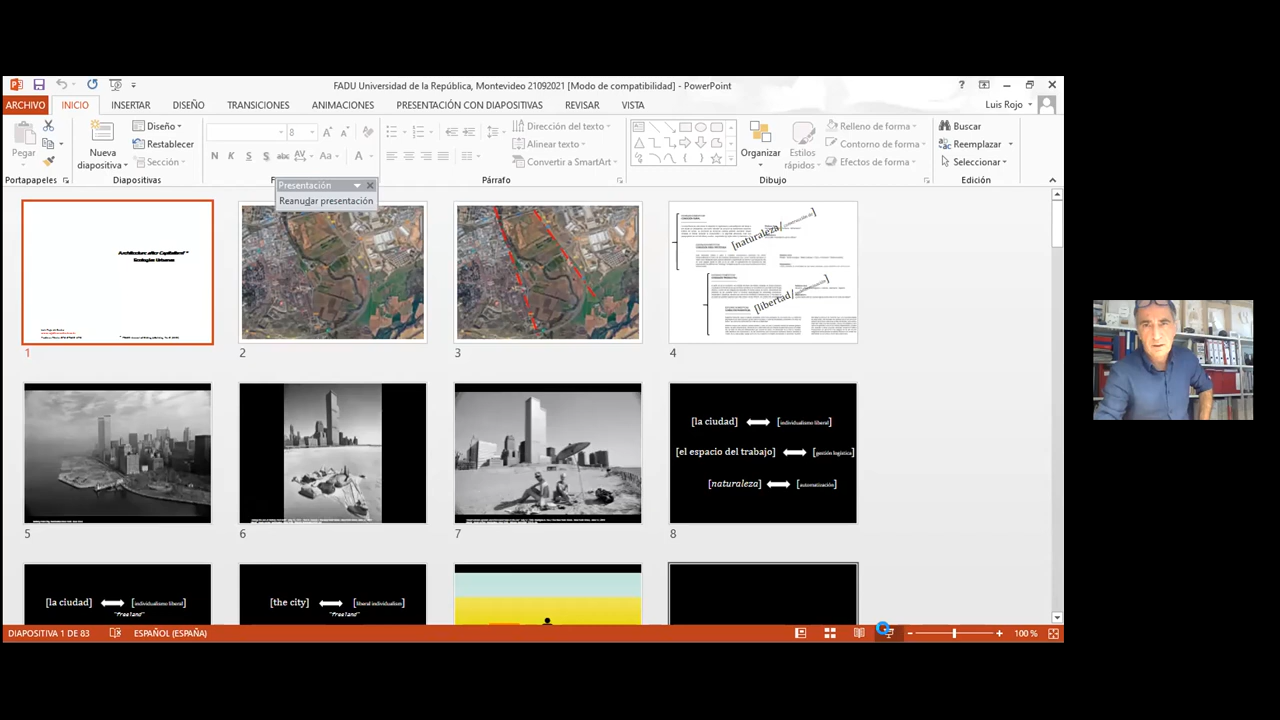 FADU Universidad de la República, Montevideo 21092021 [Modo de compatibilidad] - PowerPoint
ARCHIVO INICIO INSERTAR DISEÑO TRANSICIONES ANIMACIONES PRESENTACIÓN CON DIAPOSITIVAS REVISAR VISTA Luis Rojo
Pegar
Nueva diapositiva
Diseño
Restablecer
Sección
8
N K S S abc AV Aa A
Dirección del texto
Alinear texto
Convertir a SmartArt
Organizar
Estilos rápidos
Relleno de forma
Contorno de forma
Efectos de forma
Buscar
Reemplazar
Seleccionar
Portapapeles Diapositivas F Párrafo Dibujo Edición
Presentación
Reanudar presentación
Architecture after Capitalism
Ecologías Urbanas
1
2
3
[naturaleza/
[libertad/
4
5
6
7
[la ciudad] [individualismo liberal]
[el espacio del trabajo] [gestión logística]
[naturaleza] [automatización]
8
[la ciudad] [individualismo liberal]
"free land"
[the city] [liberal individualism]
"free land"
DIAPOSITIVA 1 DE 83 ESPAÑOL (ESPAÑA) 100 %